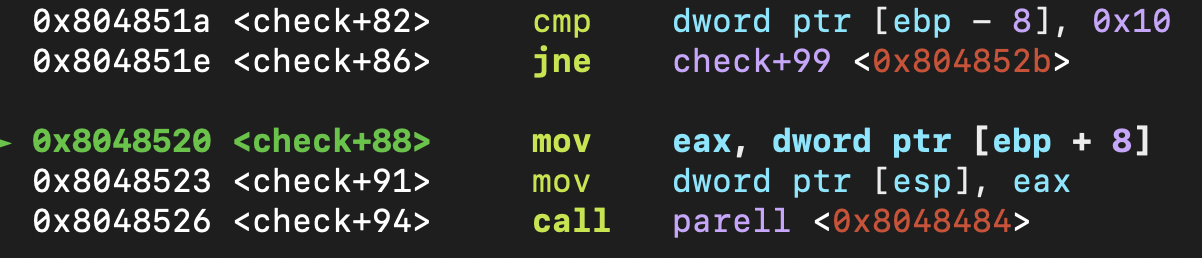 0x804851a <check+82> cmp dword ptr [ebp - 8], 0x10
0x804851e <check+86> jne check+99 <0x804852b>
► 0x8048520 <check+88> mov eax, dword ptr [ebp + 8]
0x8048523 <check+91> mov dword ptr [esp], eax
0x8048526 <check+94> call parell <0x8048484>